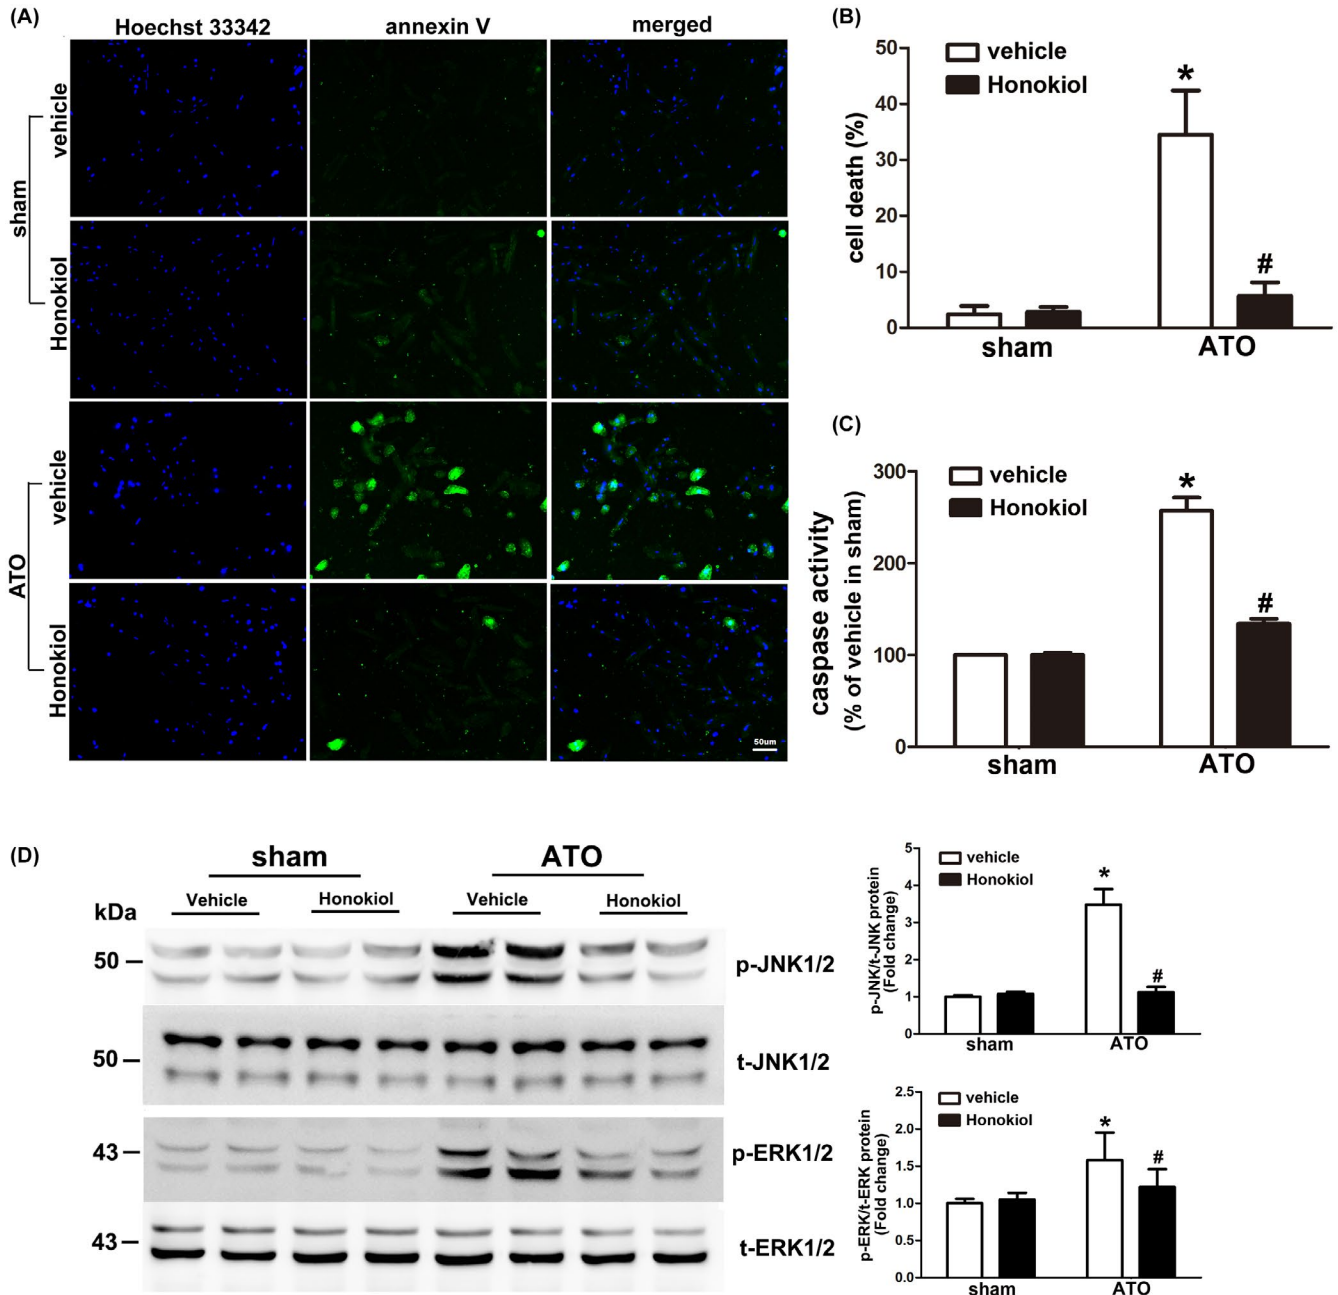 (A)
Hoechst 33342 annexin V merged
sham
vehicle
Honokiol
ATO
vehicle
Honokiol
50um
(B)
cell death (%)
50
40
30
20
10
0
vehicle
Honokiol
*
#
sham ATO
(C)
caspase activity
(% of vehicle in sham)
300
200
100
0
vehicle
Honokiol
*
#
sham ATO
(D)
sham ATO
kDa
Vehicle Honokiol Vehicle Honokiol
50
p-JNK1/2
50
t-JNK1/2
43
p-ERK1/2
43
t-ERK1/2
p-JNK/t-JNK protein
(Fold change)
5
4
3
2
1
0
vehicle
Honokiol
*
#
sham ATO
p-ERK/t-ERK protein
(Fold change)
2.5
2.0
1.5
1.0
0.5
0.0
vehicle
Honokiol
*
#
sham ATO